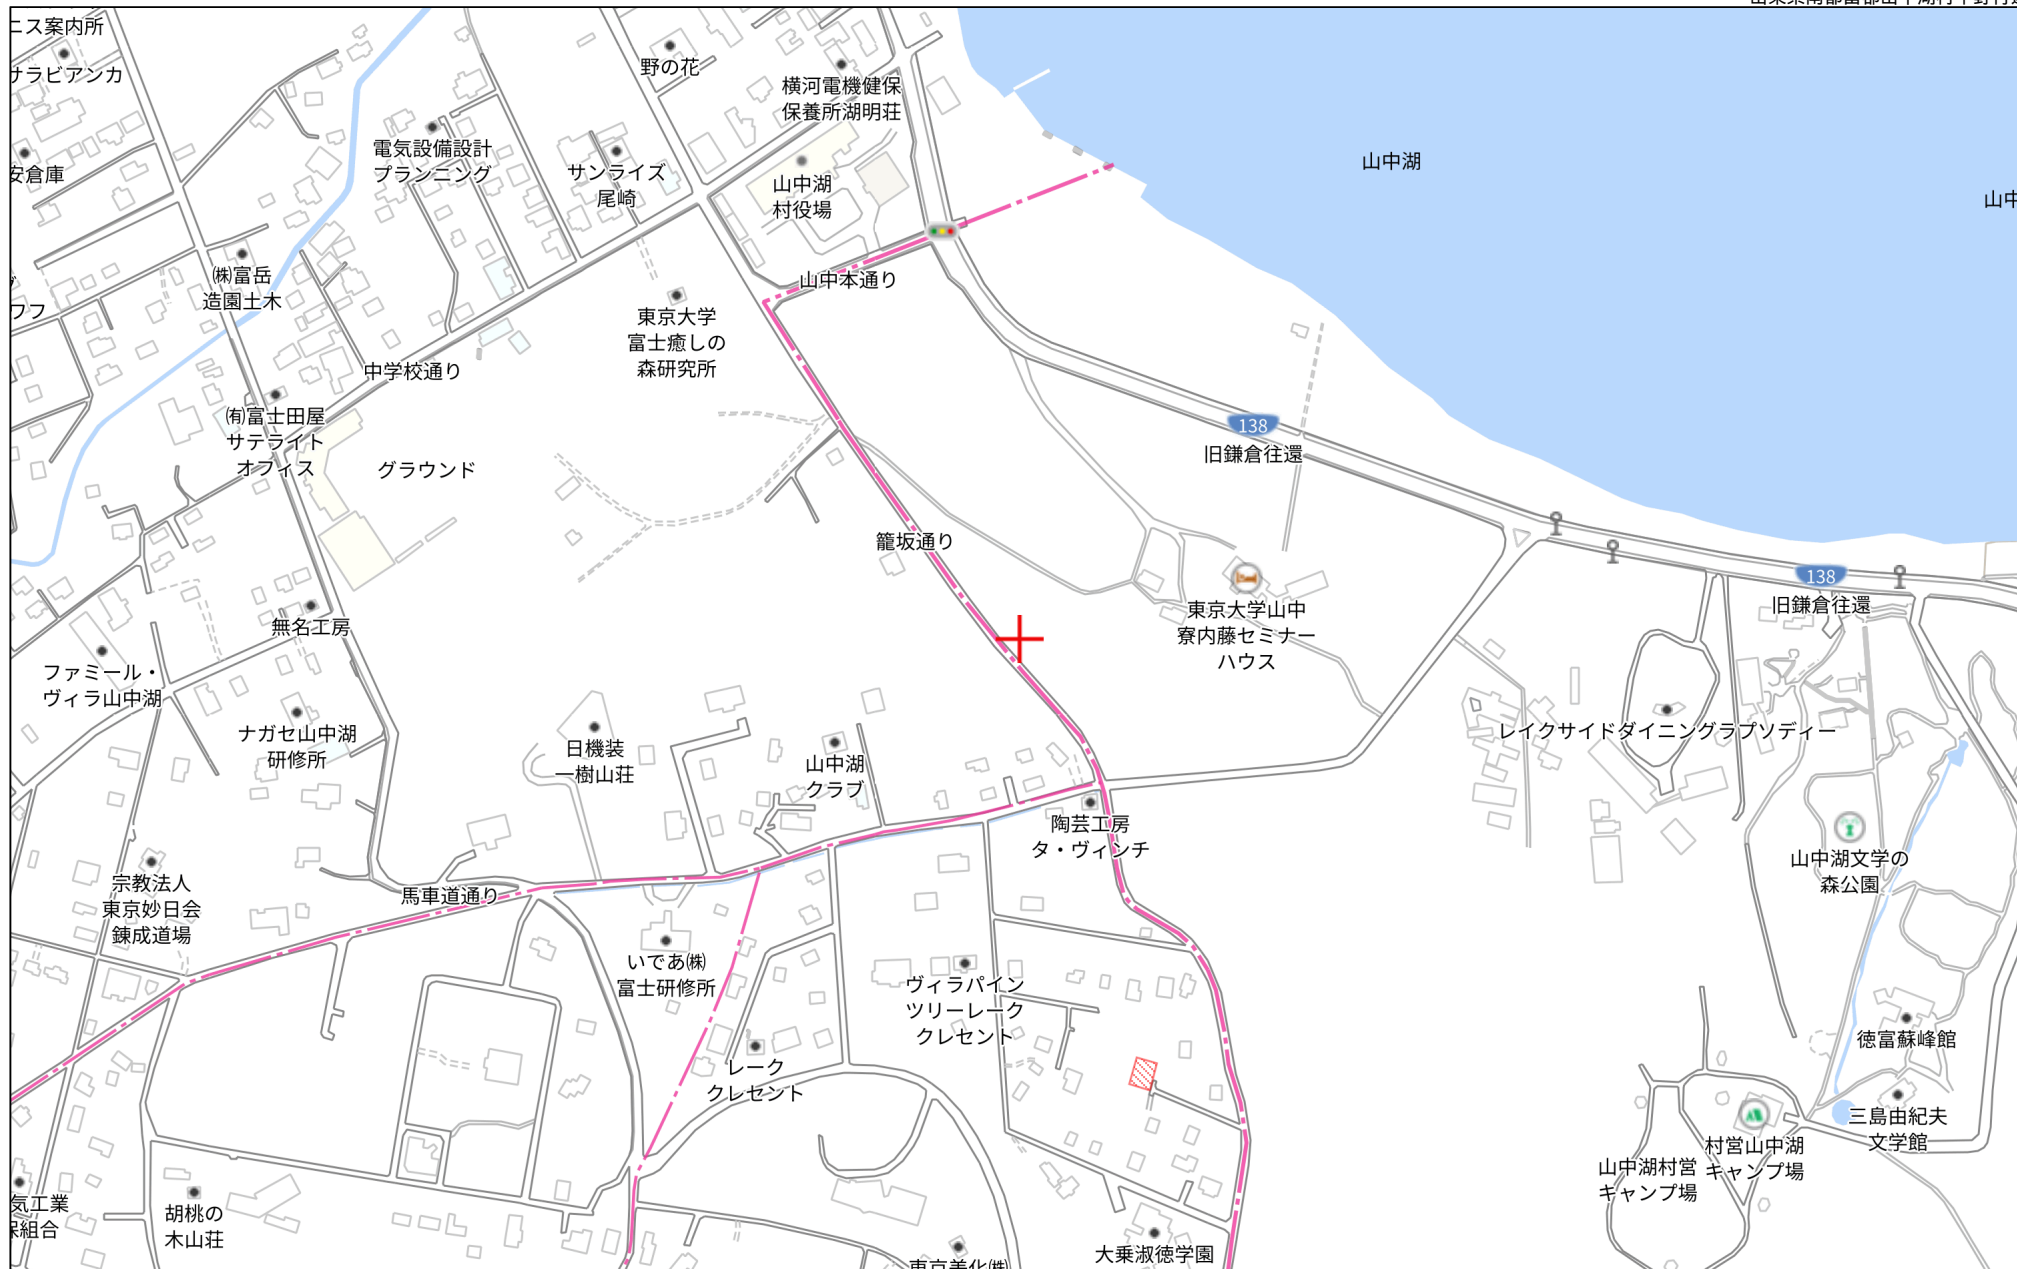 ニス案内所
サラビアンカ
安倉庫
野の花
横河電機健保
保養所湖明荘
電気設備設計
プランニング
サンライズ
尾崎
山中湖
村役場
山中湖
山中
㈱富岳
造園土木
ワフ
山中本通り
東京大学
富士癒しの
森研究所
中学校通り
㈲富士田屋
サテライト
オフィス
グラウンド
138
旧鎌倉往還
籠坂通り
138
旧鎌倉往還
東京大学山中
寮内藤セミナー
ハウス
無名工房
ファミール・
ヴィラ山中湖
ナガセ山中湖
研修所
日機装
一樹山荘
山中湖
クラブ
レイクサイドダイニングラプソディー
陶芸工房
タ・ヴィンチ
山中湖文学の
森公園
宗教法人
東京妙日会
錬成道場
馬車道通り
いであ㈱
富士研修所
ヴィラパイン
ツリーレーク
クレセント
レーク
クレセント
徳富蘇峰館
三島由紀夫
文学館
村営山中湖
キャンプ場
山中湖村営
キャンプ場
気工業
保組合
胡桃の
木山荘
大乗淑徳学園
東京美化㈱